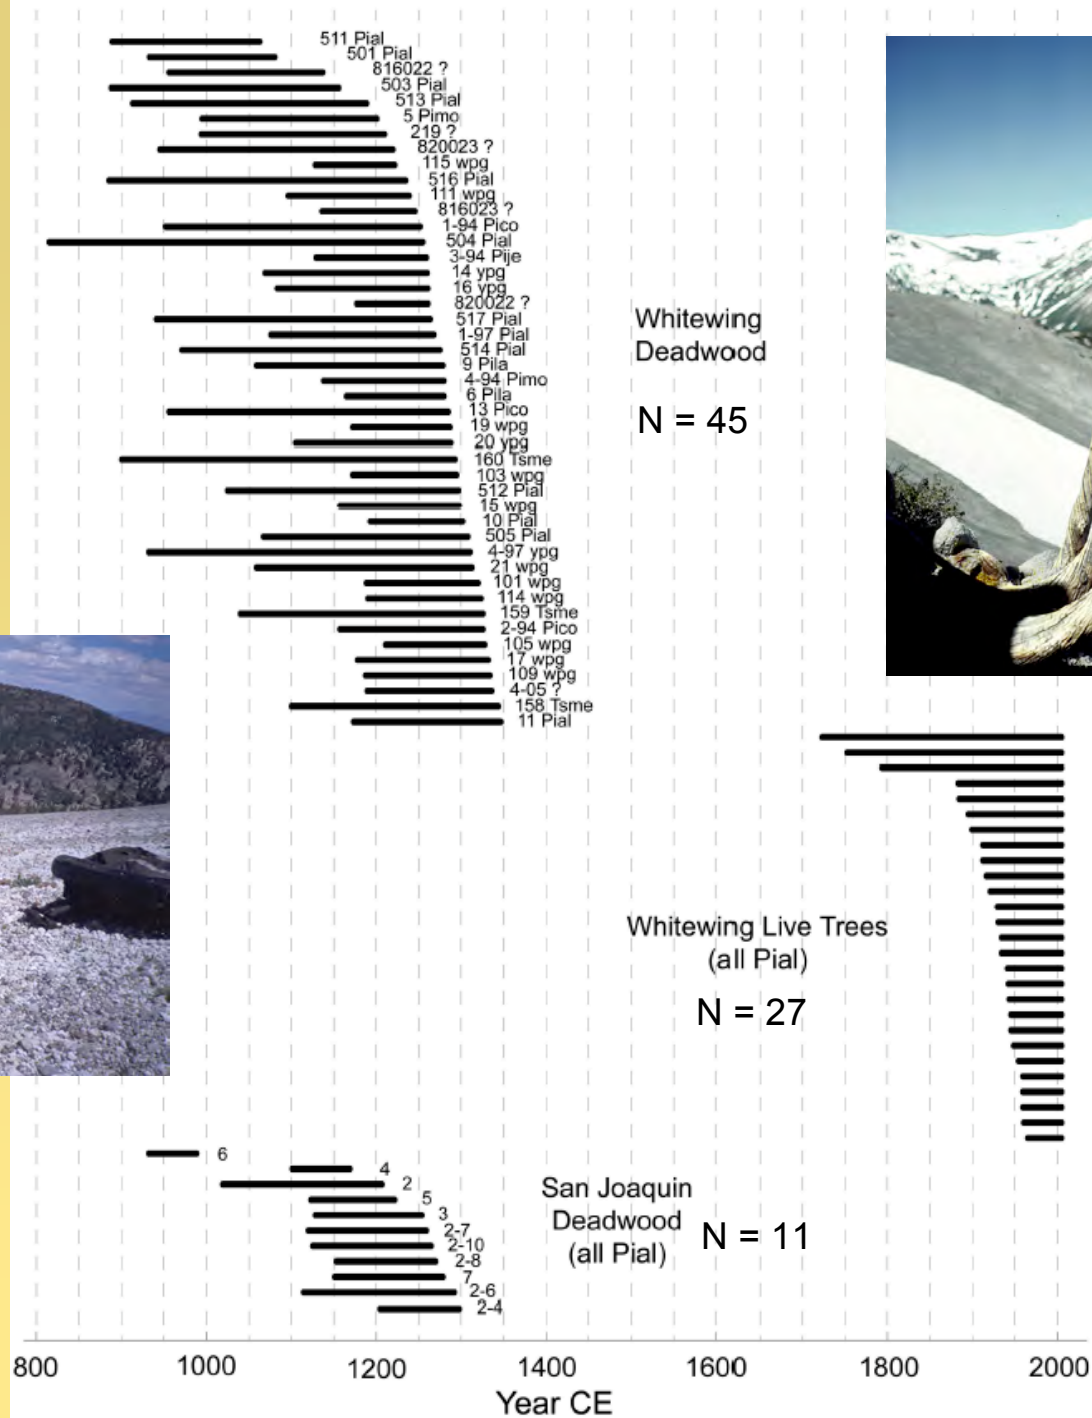 511 Pial
501 Pial
816022 ?
503 Pial
513 Pial
5 Pimo
219 ?
820023 ?
115 wpg
516 Pial
111 wpg
816023 ?
1-94 Pico
504 Pial
3-94 Pije
14 ypg
16 ypg
820022 ?
517 Pial
1-97 Pial
514 Pial
9 Pila
4-94 Pimo
6 Pila
13 Pico
19 wpg
20 ypg
160 Tsme
103 wpg
512 Pial
15 wpg
10 Pial
505 Pial
4-97 ypg
21 wpg
101 wpg
114 wpg
159 Tsme
2-94 Pico
105 wpg
17 wpg
109 wpg
4-05 ?
158 Tsme
11 Pial
Whitewing
Deadwood
N = 45
Whitewing Live Trees
(all Pial)
N = 27
6
4
2
5
3
2-7
2-10
2-8
7
2-6
2-4
San Joaquin
Deadwood
(all Pial)
N = 11
800 1000 1200 1400 1600 1800 2000
Year CE